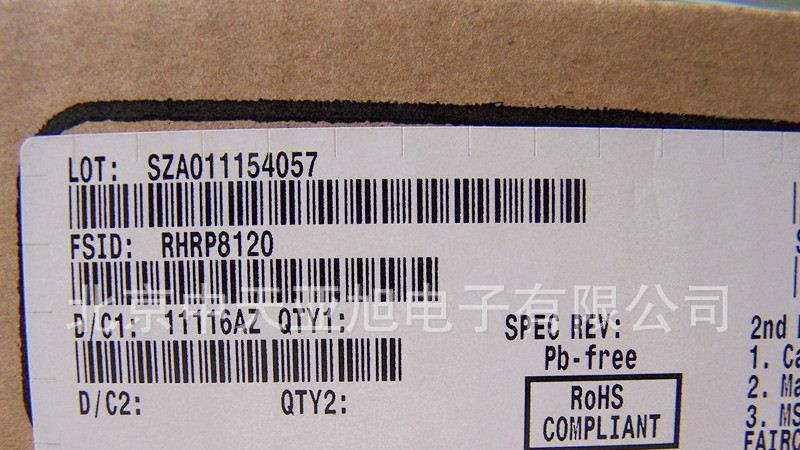 LOT: SZA011154057
FSID: RHRP8120
北京中天亚旭电子有限公司
D/C1: 11116AZ QTY1:
SPEC REV:
Pb-free
RoHS
COMPLIANT
D/C2: QTY2:
2nd
1. Ca
2. Ma
3. MS
FAIRC